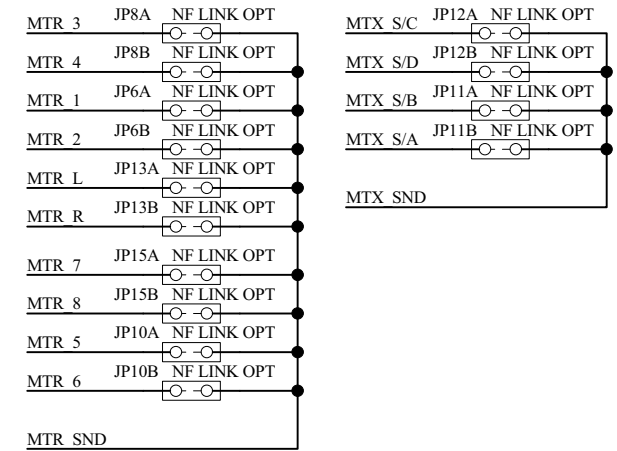 MTR_3 JP8A NF LINK OPT
MTR_4 JP8B NF LINK OPT
MTR_1 JP6A NF LINK OPT
MTR_2 JP6B NF LINK OPT
MTR_L JP13A NF LINK OPT
MTR_R JP13B NF LINK OPT
MTR_7 JP15A NF LINK OPT
MTR_8 JP15B NF LINK OPT
MTR_5 JP10A NF LINK OPT
MTR_6 JP10B NF LINK OPT
MTR_SND
MTX_S/C JP12A NF LINK OPT
MTX_S/D JP12B NF LINK OPT
MTX_S/B JP11A NF LINK OPT
MTX_S/A JP11B NF LINK OPT
MTX_SND